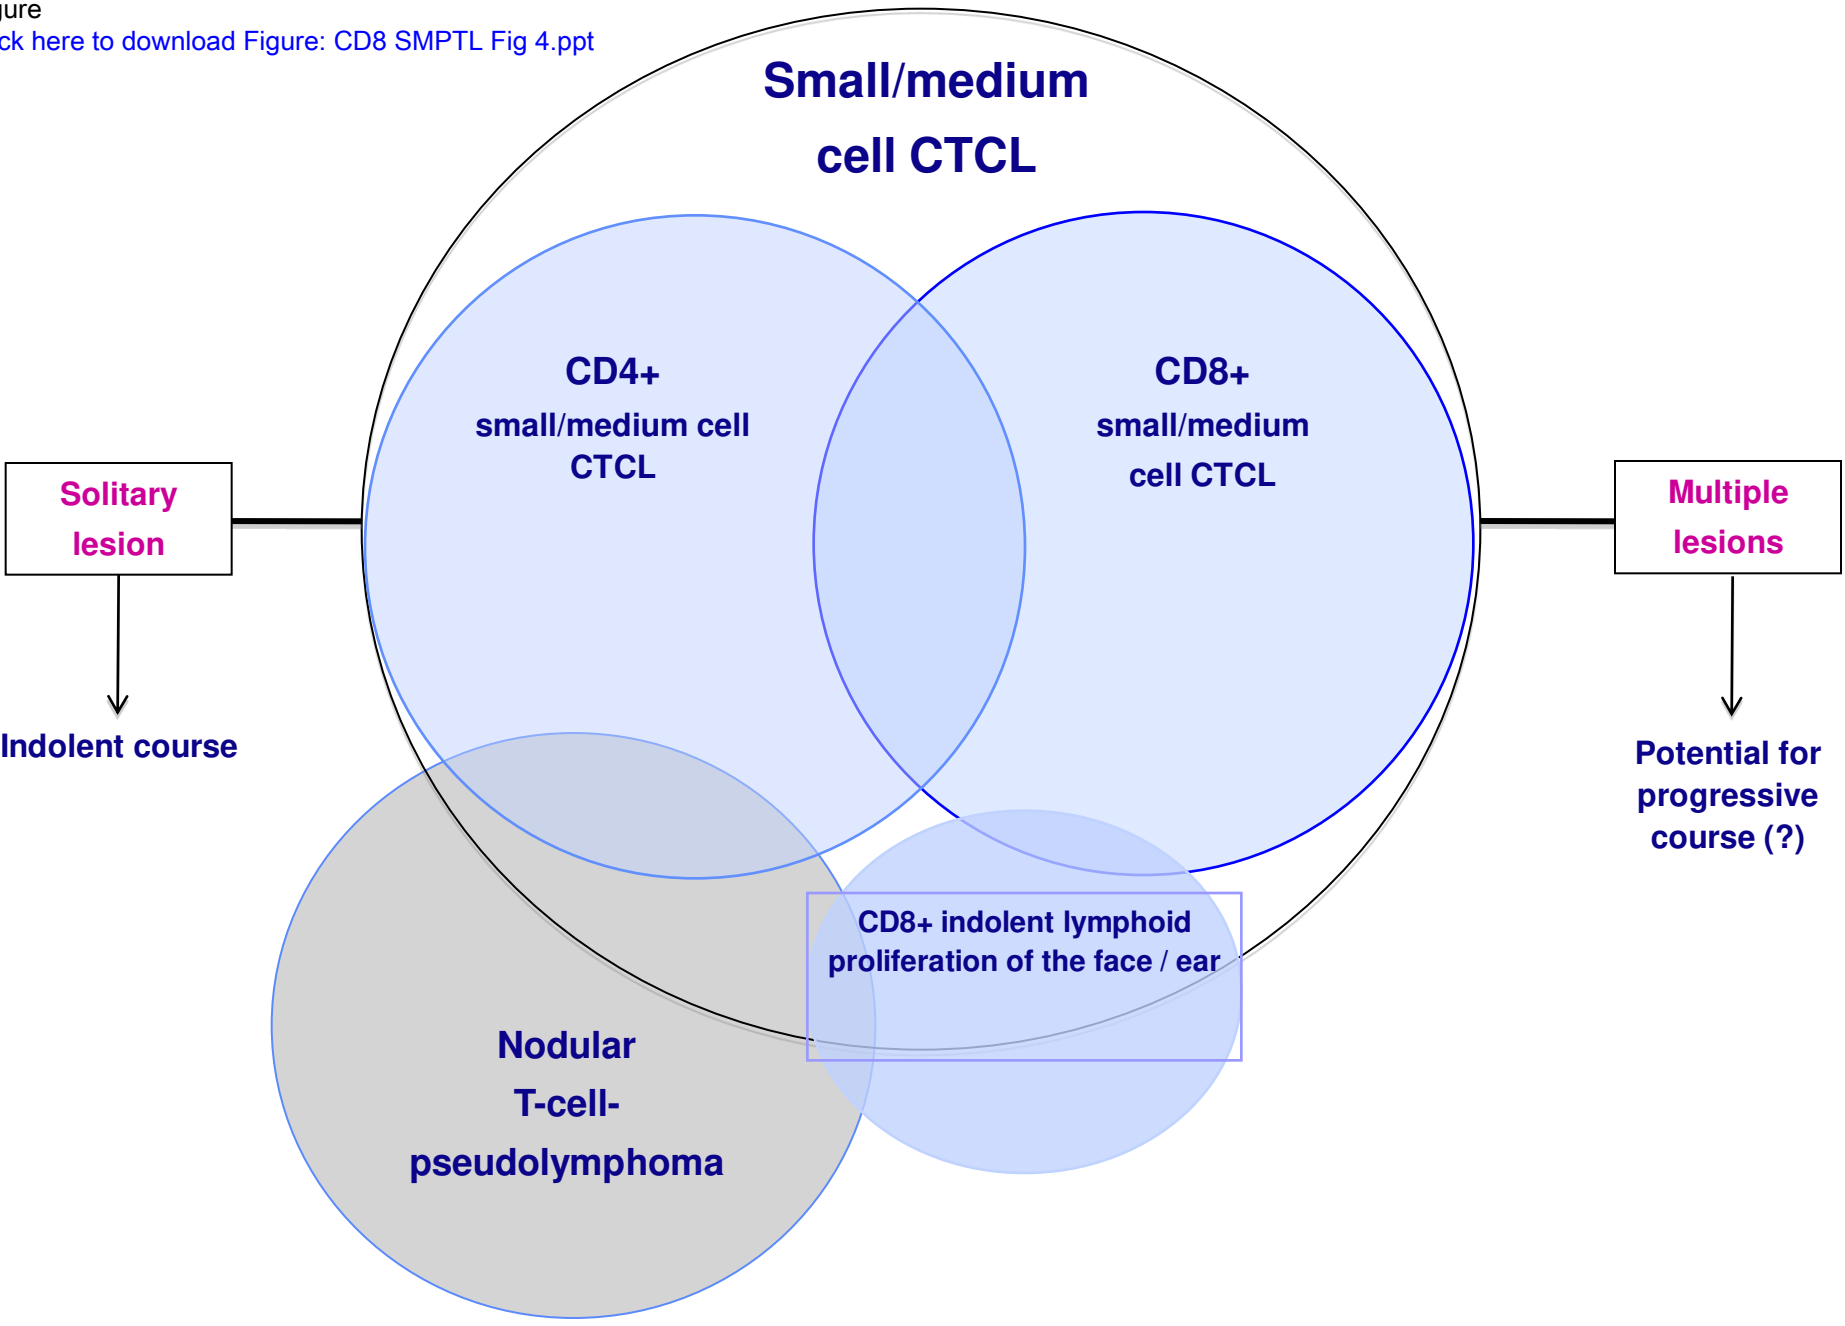 gure
ck here to download Figure: CD8 SMPTL Fig 4.ppt
Small/medium
cell CTCL
CD4+
small/medium cell
CTCL
CD8+
small/medium
cell CTCL
Solitary
lesion
Multiple
lesions
Indolent course
Potential for
progressive
course (?)
CD8+ indolent lymphoid
proliferation of the face / ear
Nodular
T-cell-
pseudolymphoma